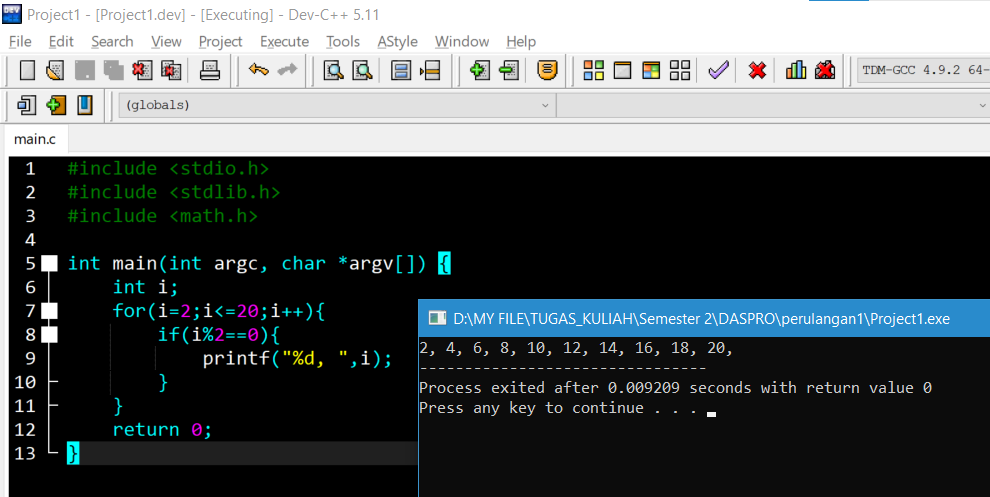 Project1 - [Project1.dev] - [Executing] - Dev-C++ 5.11
File Edit Search View Project Execute Tools AStyle Window Help
TDM-GCC 4.9.2 64-
(globals)
main.c
1 #include <stdio.h>
2 #include <stdlib.h>
3 #include <math.h>
4
5 int main(int argc, char *argv[]) {
6 int i;
7 for(i=2;i<=20;i++){
8 if(i%2==0){
9 printf("%d, ",i);
10 }
11 }
12 return 0;
13 }
D:\MY FILE\TUGAS_KULIAH\Semester 2\DASPRO\perulangan1\Project1.exe
2, 4, 6, 8, 10, 12, 14, 16, 18, 20,
--------------------------------
Process exited after 0.009209 seconds with return value 0
Press any key to continue . . .